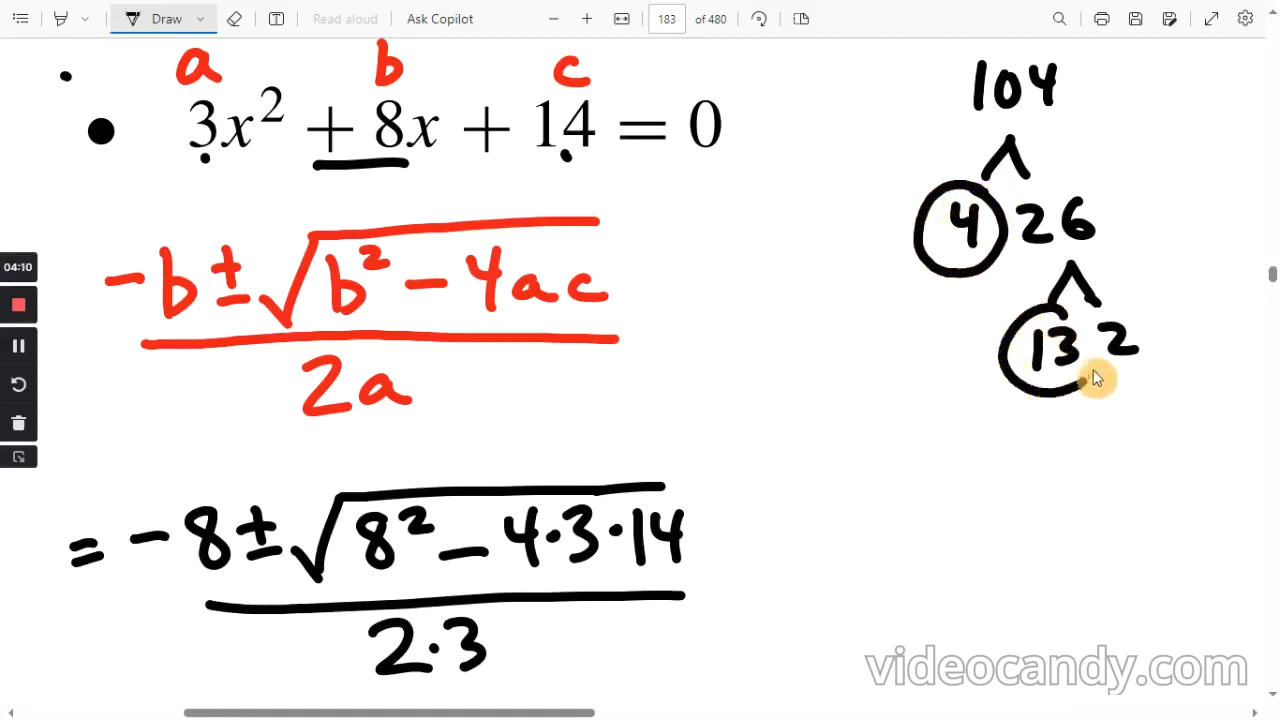 Draw Read aloud Ask Copilot 183 of 480
a b c
3x² + 8x + 14 = 0
-b ± √(b² - 4ac)
2a
= -8 ± √(8² - 4·3·14)
2·3
104
4 26
13 2
04:10
videocandy.com